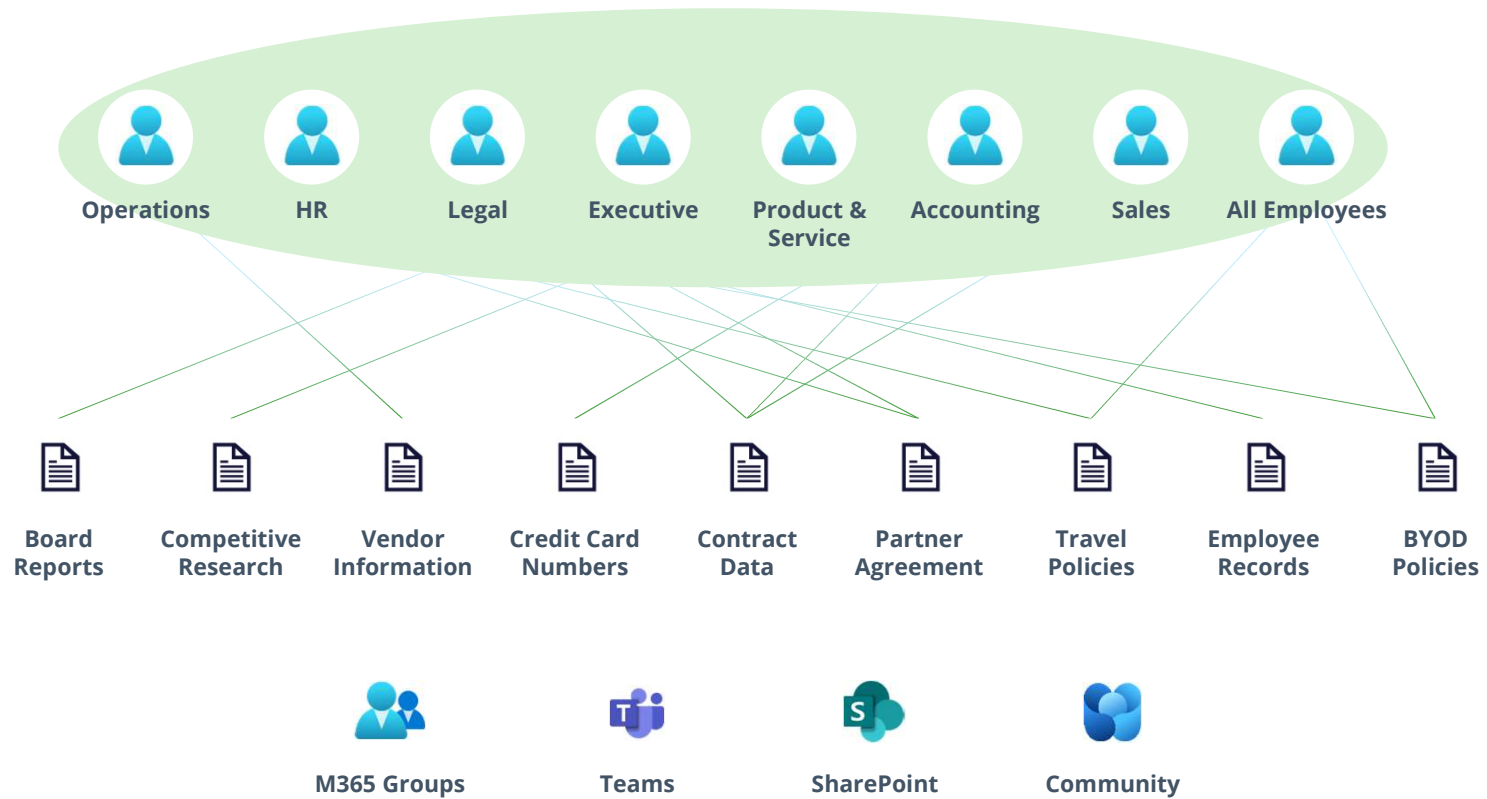 Operations
HR
Legal
Executive
Product &
Service
Accounting
Sales
All Employees
Board
Reports
Competitive
Research
Vendor
Information
Credit Card
Numbers
Contract
Data
Partner
Agreement
Travel
Policies
Employee
Records
BYOD
Policies
T
S
M365 Groups
Teams
SharePoint
Community